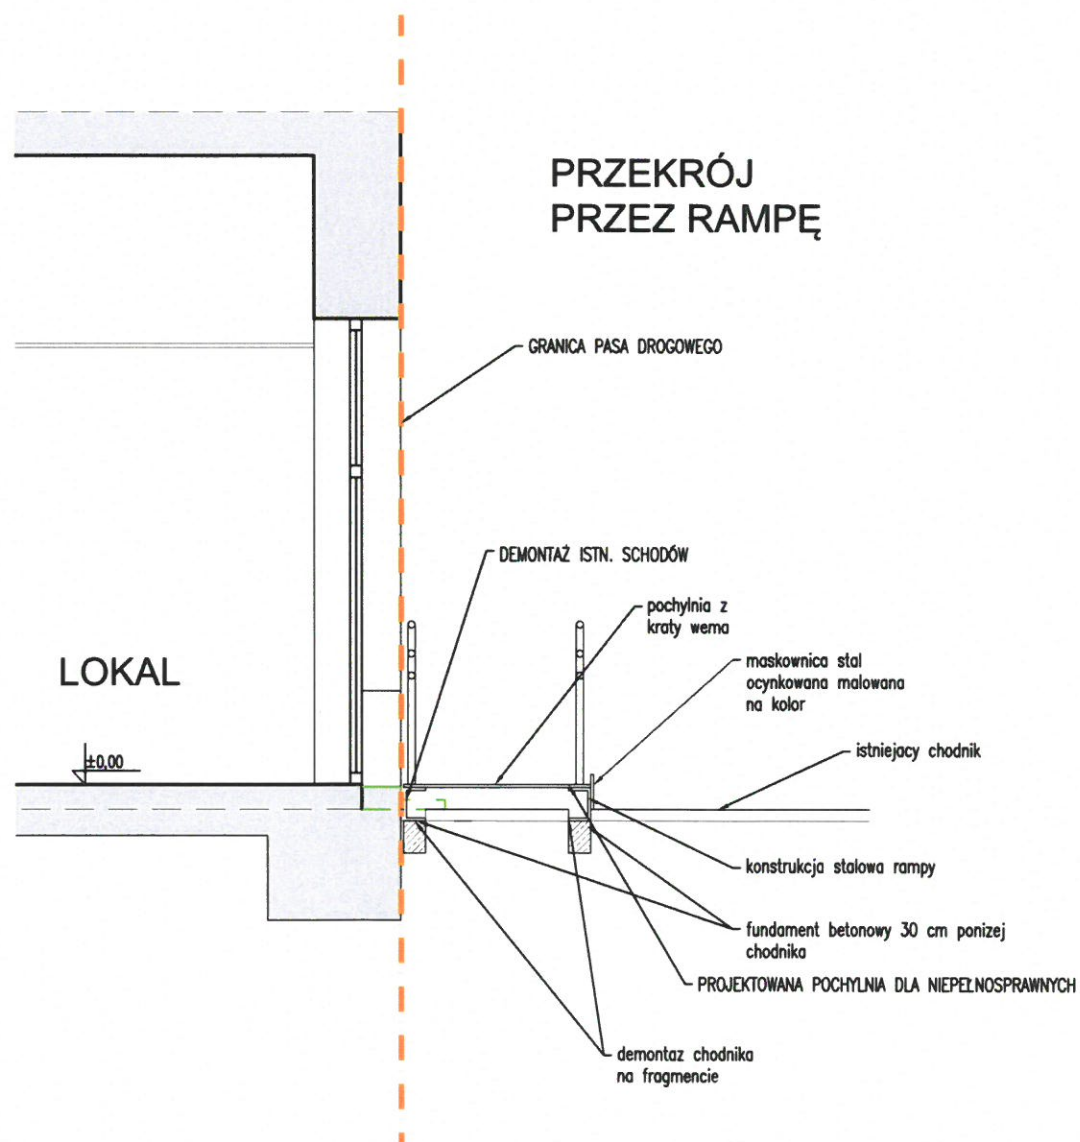 PRZEKRÓJ
PRZEZ RAMPĘ
GRANICA PASA DROGOWEGO
DEMONTAŻ ISTN. SCHODÓW
pochylnia z
kraty wema
LOKAL
maskownica stal
ocynkowana malowana
na kolor
±0,00
istniejacy chodnik
konstrukcja stalowa rampy
fundament betonowy 30 cm ponizej
chodnika
PROJEKTOWANA POCHYLNIA DLA NIEPEŁNOSPRAWNYCH
demontaz chodnika
na fragmencie